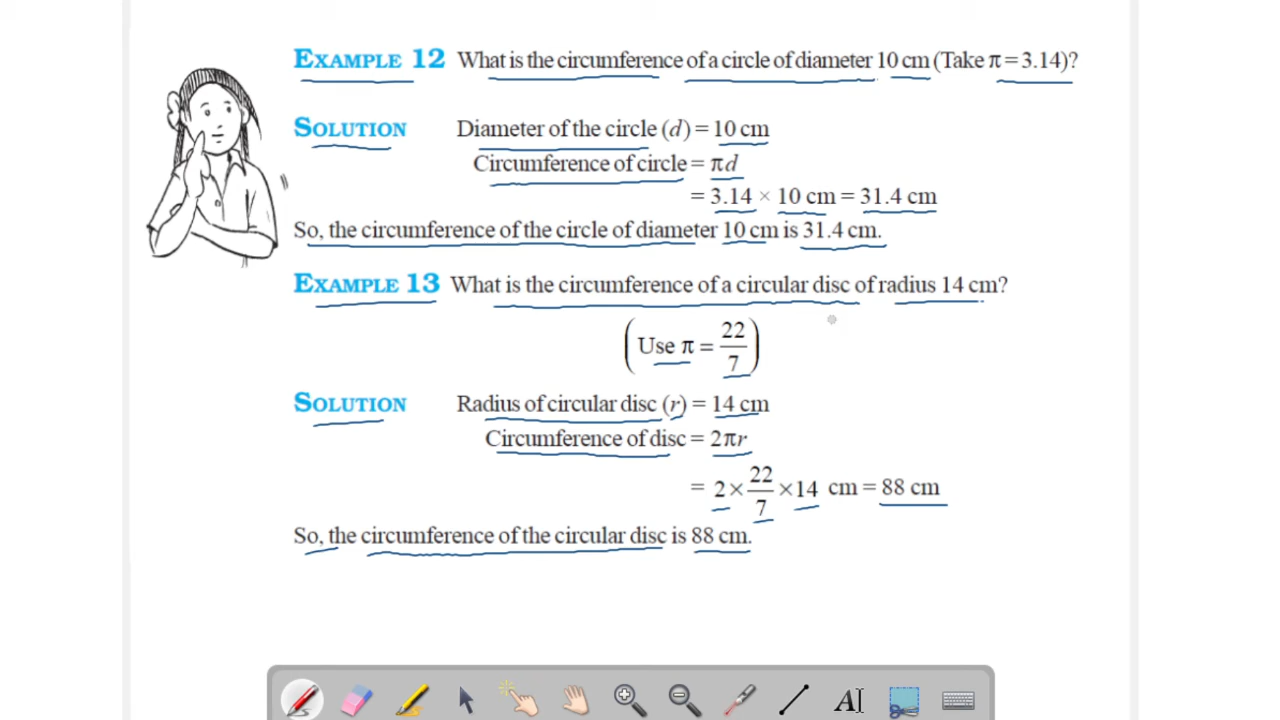 EXAMPLE 12 What is the circumference of a circle of diameter 10 cm (Take π = 3.14)?
SOLUTION Diameter of the circle (d) = 10 cm
Circumference of circle = πd
= 3.14 × 10 cm = 31.4 cm
So, the circumference of the circle of diameter 10 cm is 31.4 cm.
EXAMPLE 13 What is the circumference of a circular disc of radius 14 cm?
(Use π = 22/7)
SOLUTION Radius of circular disc (r) = 14 cm
Circumference of disc = 2πr
= 2 × 22/7 × 14 cm = 88 cm
So, the circumference of the circular disc is 88 cm.
AI